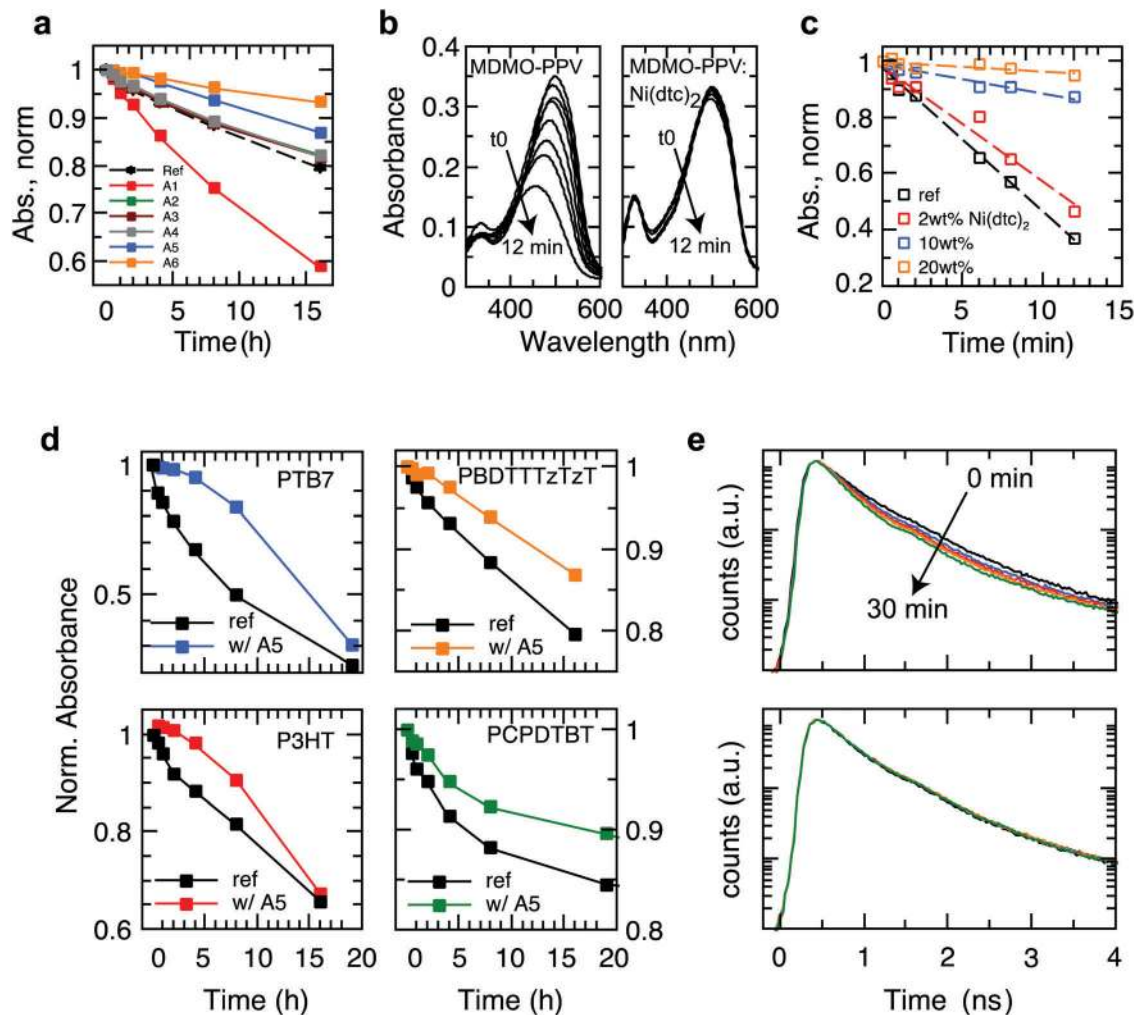 a
Abs., norm
1
0.9
0.8
0.7
0.6
Ref
A1
A2
A3
A4
A5
A6
0 5 10 15
Time (h)
b
Absorbance
0.4
0.3
0.2
0.1
0
MDMO-PPV
t0
12 min
MDMO-PPV:
Ni(dtc)2
t0
12 min
400 600 400 600
Wavelength (nm)
c
Abs., norm
1
0.8
0.6
0.4
0.2
ref
2wt% Ni(dtc)2
10wt%
20wt%
0 5 10 15
Time (min)
d
Norm. Absorbance
1
0.5
PTB7
ref
w/ A5
PBDTTTzTzT
ref
w/ A5
1
0.9
0.8
1
0.8
0.6
P3HT
ref
w/ A5
0 5 10 15 20
Time (h)
PCPDTBT
ref
w/ A5
1
0.9
0.8
0 5 10 15 20
Time (h)
e
counts (a.u.)
0 min
30 min
counts (a.u.)
0 1 2 3 4
Time (ns)